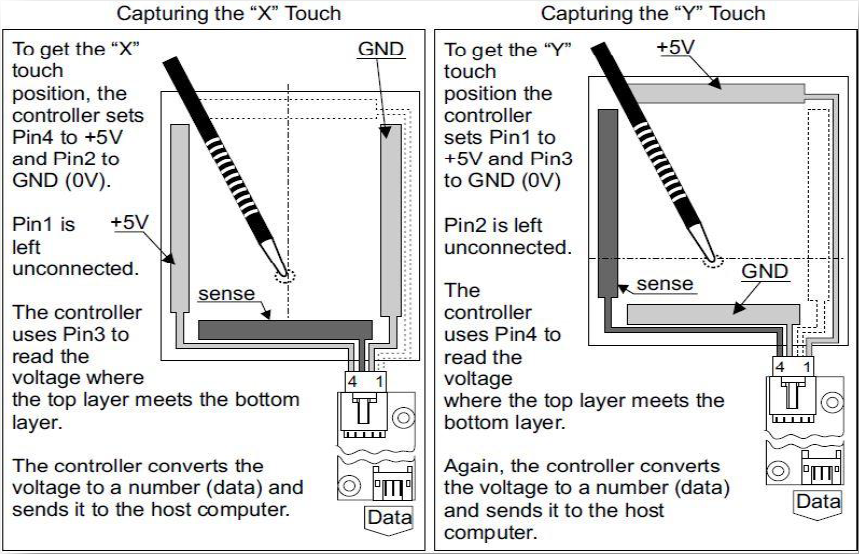 Capturing the “X” Touch
To get the “X”
touch
position, the
controller sets
Pin4 to +5V
and Pin2 to
GND (0V).
Pin1 is
left
unconnected.
The controller
uses Pin3 to
read the
voltage where
the top layer meets the bottom
layer.
The controller converts the
voltage to a number (data) and
sends it to the host computer.
GND
+5V
sense
4 1
Data
Capturing the “Y” Touch
To get the “Y”
touch
position the
controller
sets Pin1 to
+5V and Pin3
to GND (0V)
Pin2 is left
unconnected.
The
controller
uses Pin4 to
read the
voltage
where the top layer meets the
bottom layer.
Again, the controller converts
the voltage to a number (data)
and sends it to the host
computer.
+5V
sense
GND
4 1
Data